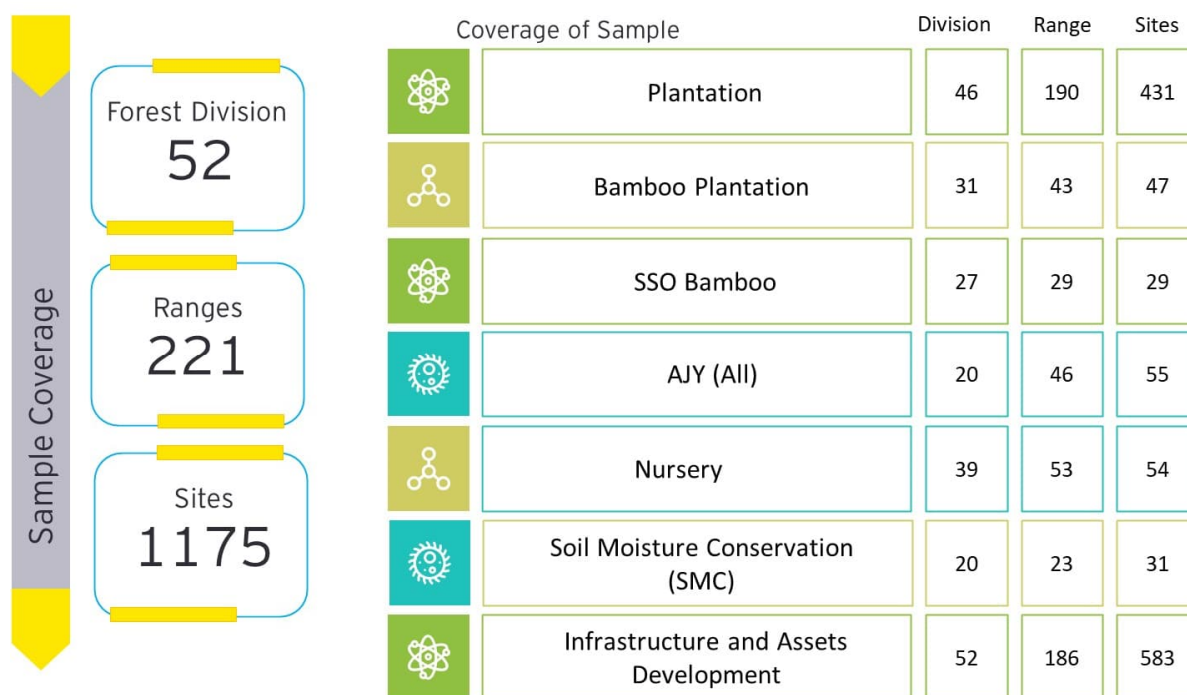 Sample Coverage
Forest Division
52
Ranges
221
Sites
1175
Coverage of Sample Division Range Sites
Plantation 46 190 431
Bamboo Plantation 31 43 47
SSO Bamboo 27 29 29
AJY (All) 20 46 55
Nursery 39 53 54
Soil Moisture Conservation
(SMC) 20 23 31
Infrastructure and Assets
Development 52 186 583